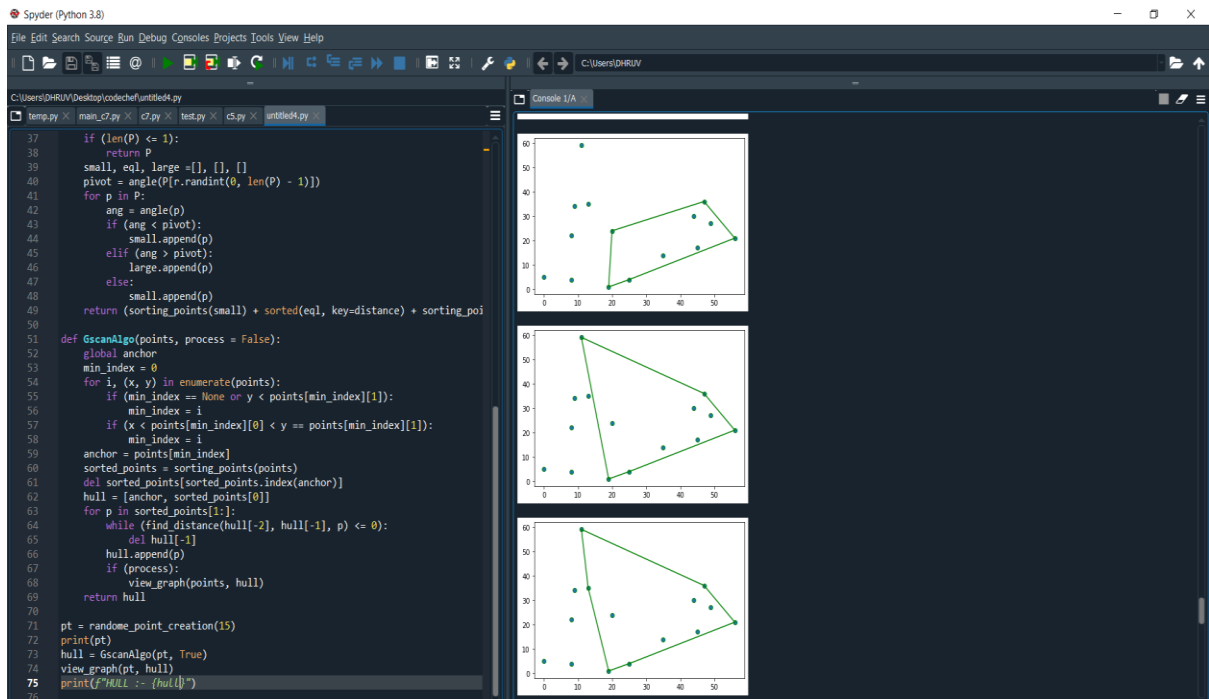 Spyder (Python 3.8)
File Edit Search Source Run Debug Consoles Projects Tools View Help
C:\Users\DHRUV
C:\Users\DHRUV\Desktop\codechef\untitled4.py
temp.py main_c7.py c7.py test.py c5.py untitled4.py
37 if (len(P) <= 1):
38 return P
39 small, eql, large =[], [], []
40 pivot = angle(P[r.randint(0, len(P) - 1)])
41 for p in P:
42 ang = angle(p)
43 if (ang < pivot):
44 small.append(p)
45 elif (ang > pivot):
46 large.append(p)
47 else:
48 small.append(p)
49 return (sorting_points(small) + sorted(eql, key=distance) + sorting_poi
50
51 def GscanAlgo(points, process = False):
52 global anchor
53 min_index = 0
54 for i, (x, y) in enumerate(points):
55 if (min_index == None or y < points[min_index][1]):
56 min_index = i
57 if (x < points[min_index][0] < y == points[min_index][1]):
58 min_index = i
59 anchor = points[min_index]
60 sorted_points = sorting_points(points)
61 del sorted_points[sorted_points.index(anchor)]
62 hull = [anchor, sorted_points[0]]
63 for p in sorted_points[1:]:
64 while (find_distance(hull[-2], hull[-1], p) <= 0):
65 del hull[-1]
66 hull.append(p)
67 if (process):
68 view_graph(points, hull)
69 return hull
70
71 pt = randome_point_creation(15)
72 print(pt)
73 hull = GscanAlgo(pt, True)
74 view_graph(pt, hull)
75 print(f"HULL :- {hull}")
76
Console 1/A
60
50
40
30
20
10
0
0 10 20 30 40 50
60
50
40
30
20
10
0
0 10 20 30 40 50
60
50
40
30
20
10
0
0 10 20 30 40 50